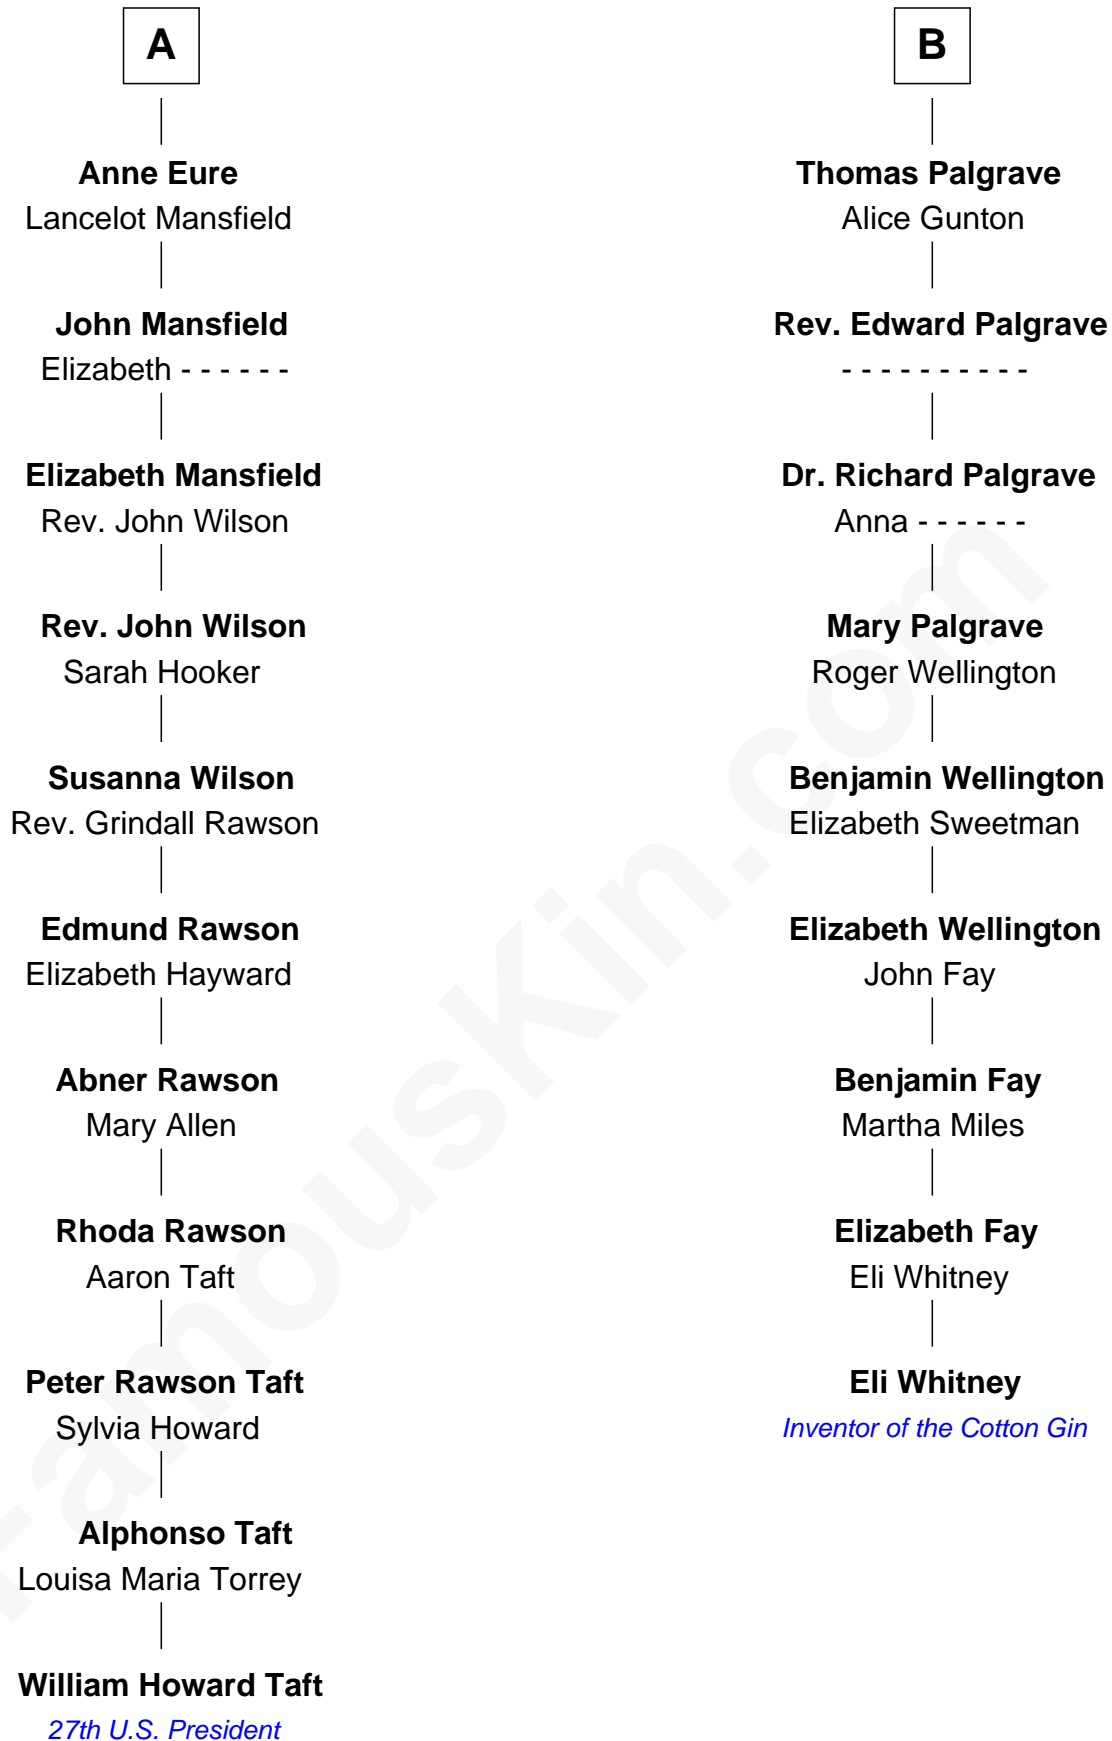 A
Anne Eure
Lancelot Mansfield
John Mansfield
Elizabeth - - - - - -
Elizabeth Mansfield
Rev. John Wilson
Rev. John Wilson
Sarah Hooker
Susanna Wilson
Rev. Grindall Rawson
Edmund Rawson
Elizabeth Hayward
Abner Rawson
Mary Allen
Rhoda Rawson
Aaron Taft
Peter Rawson Taft
Sylvia Howard
Alphonso Taft
Louisa Maria Torrey
William Howard Taft
27th U.S. President
B
Thomas Palgrave
Alice Gunton
Rev. Edward Palgrave
- - - - - - - - - -
Dr. Richard Palgrave
Anna - - - - - -
Mary Palgrave
Roger Wellington
Benjamin Wellington
Elizabeth Sweetman
Elizabeth Wellington
John Fay
Benjamin Fay
Martha Miles
Elizabeth Fay
Eli Whitney
Eli Whitney
Inventor of the Cotton Gin
FamousKin.com